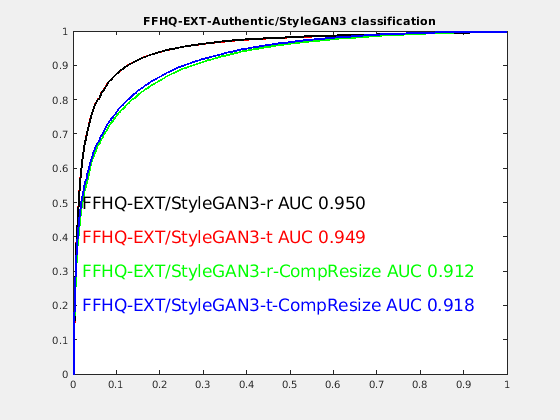 FFHQ-EXT-Authentic/StyleGAN3 classification
1
0.9
0.8
0.7
0.6
0.5
0.4
0.3
0.2
0.1
0
FFHQ-EXT/StyleGAN3-r AUC 0.950
FFHQ-EXT/StyleGAN3-t AUC 0.949
FFHQ-EXT/StyleGAN3-r-CompResize AUC 0.912
FFHQ-EXT/StyleGAN3-t-CompResize AUC 0.918
0 0.1 0.2 0.3 0.4 0.5 0.6 0.7 0.8 0.9 1